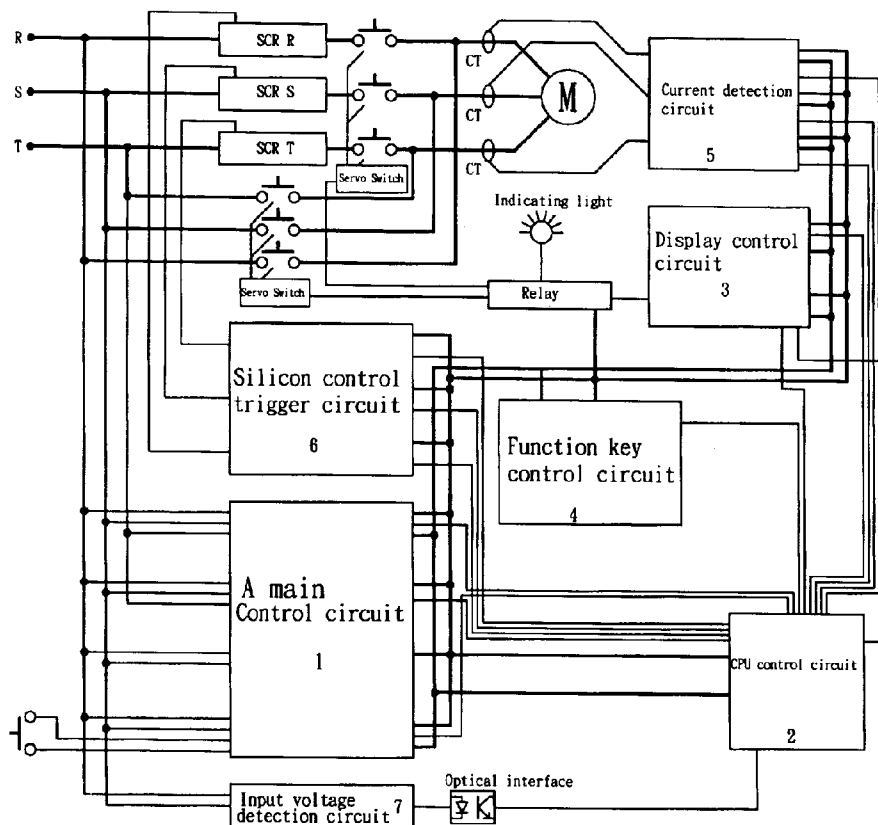 R
SCR R
S
SCR S
T
SCR T
CT
CT
CT
M
Current detection
circuit
5
Servo Switch
Servo Switch
Indicating light
Relay
Display control
circuit
3
Silicon control
trigger circuit
6
Function key
control circuit
4
A main
Control circuit
1
CPU control circuit
2
Input voltage
detection circuit
7
Optical interface